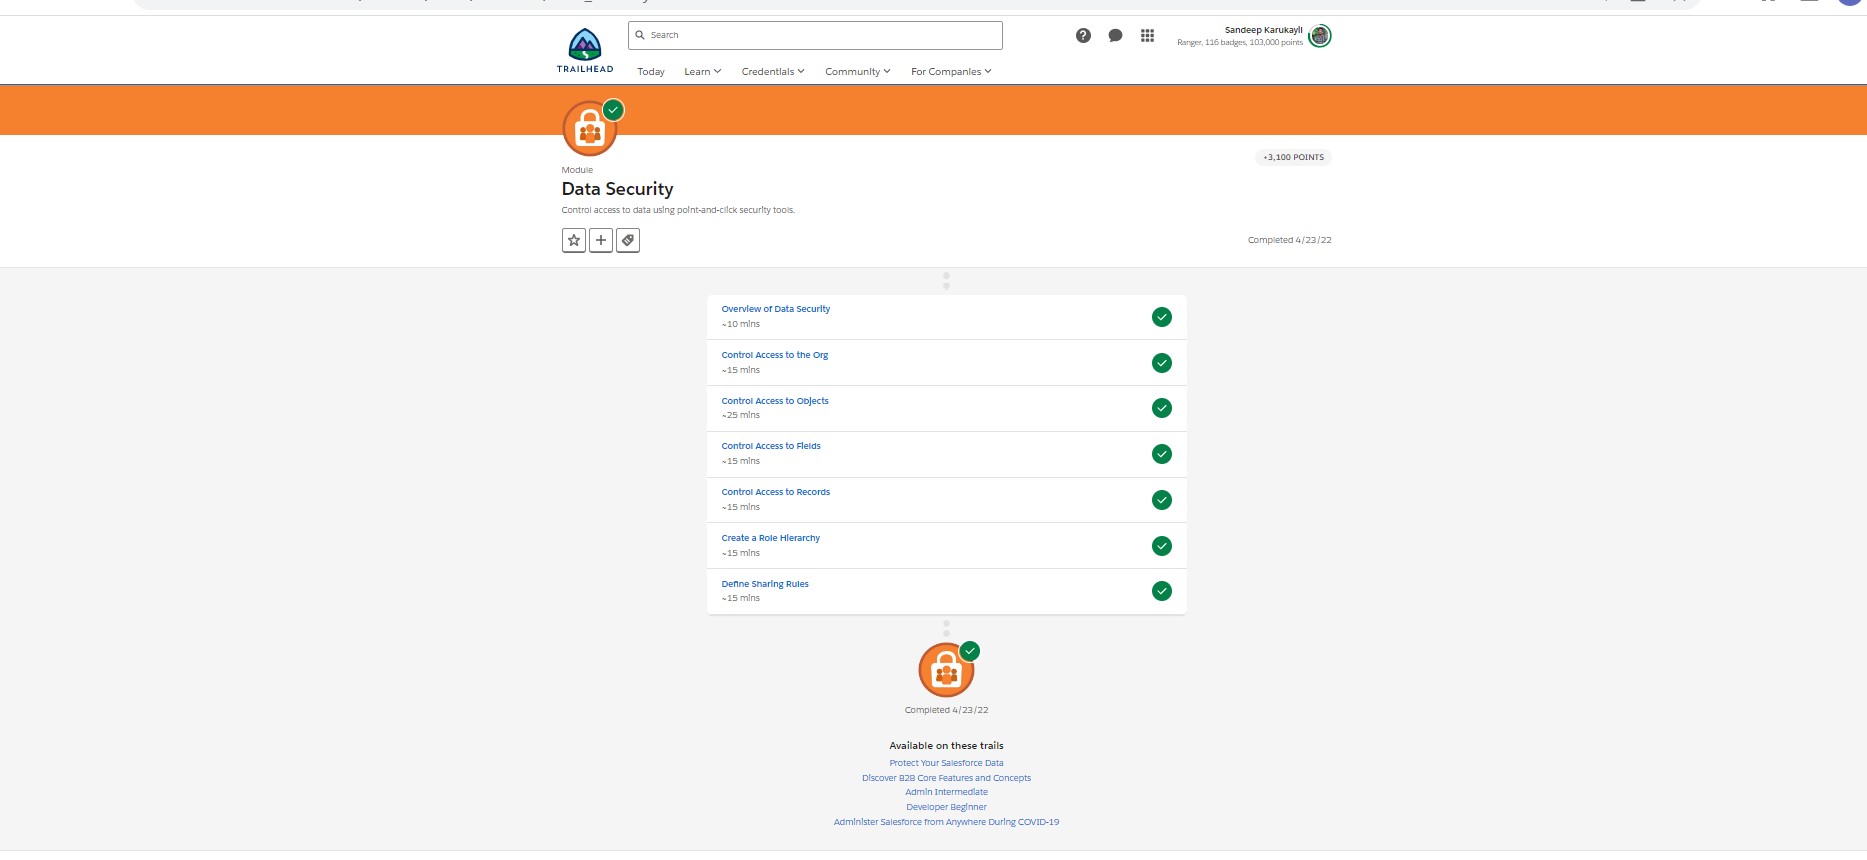 Search
Sandeep Karukayil
Ranger, 116 badges, 103,000 points
TRAILHEAD
Today
Learn
Credentials
Community
For Companies
+3,100 POINTS
Module
Data Security
Control access to data using point-and-click security tools.
Completed 4/23/22
Overview of Data Security
~10 mins
Control Access to the Org
~15 mins
Control Access to Objects
~25 mins
Control Access to Fields
~15 mins
Control Access to Records
~15 mins
Create a Role Hierarchy
~15 mins
Define Sharing Rules
~15 mins
Completed 4/23/22
Available on these trails
Protect Your Salesforce Data
Discover B2B Core Features and Concepts
Admin Intermediate
Developer Beginner
Administer Salesforce from Anywhere During COVID-19